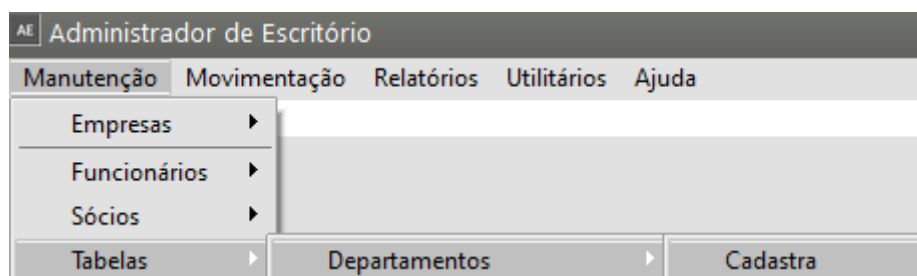 AE Administrador de Escritório
Manutenção Movimentação Relatórios Utilitários Ajuda
Empresas
Funcionários
Sócios
Tabelas Departamentos Cadastra